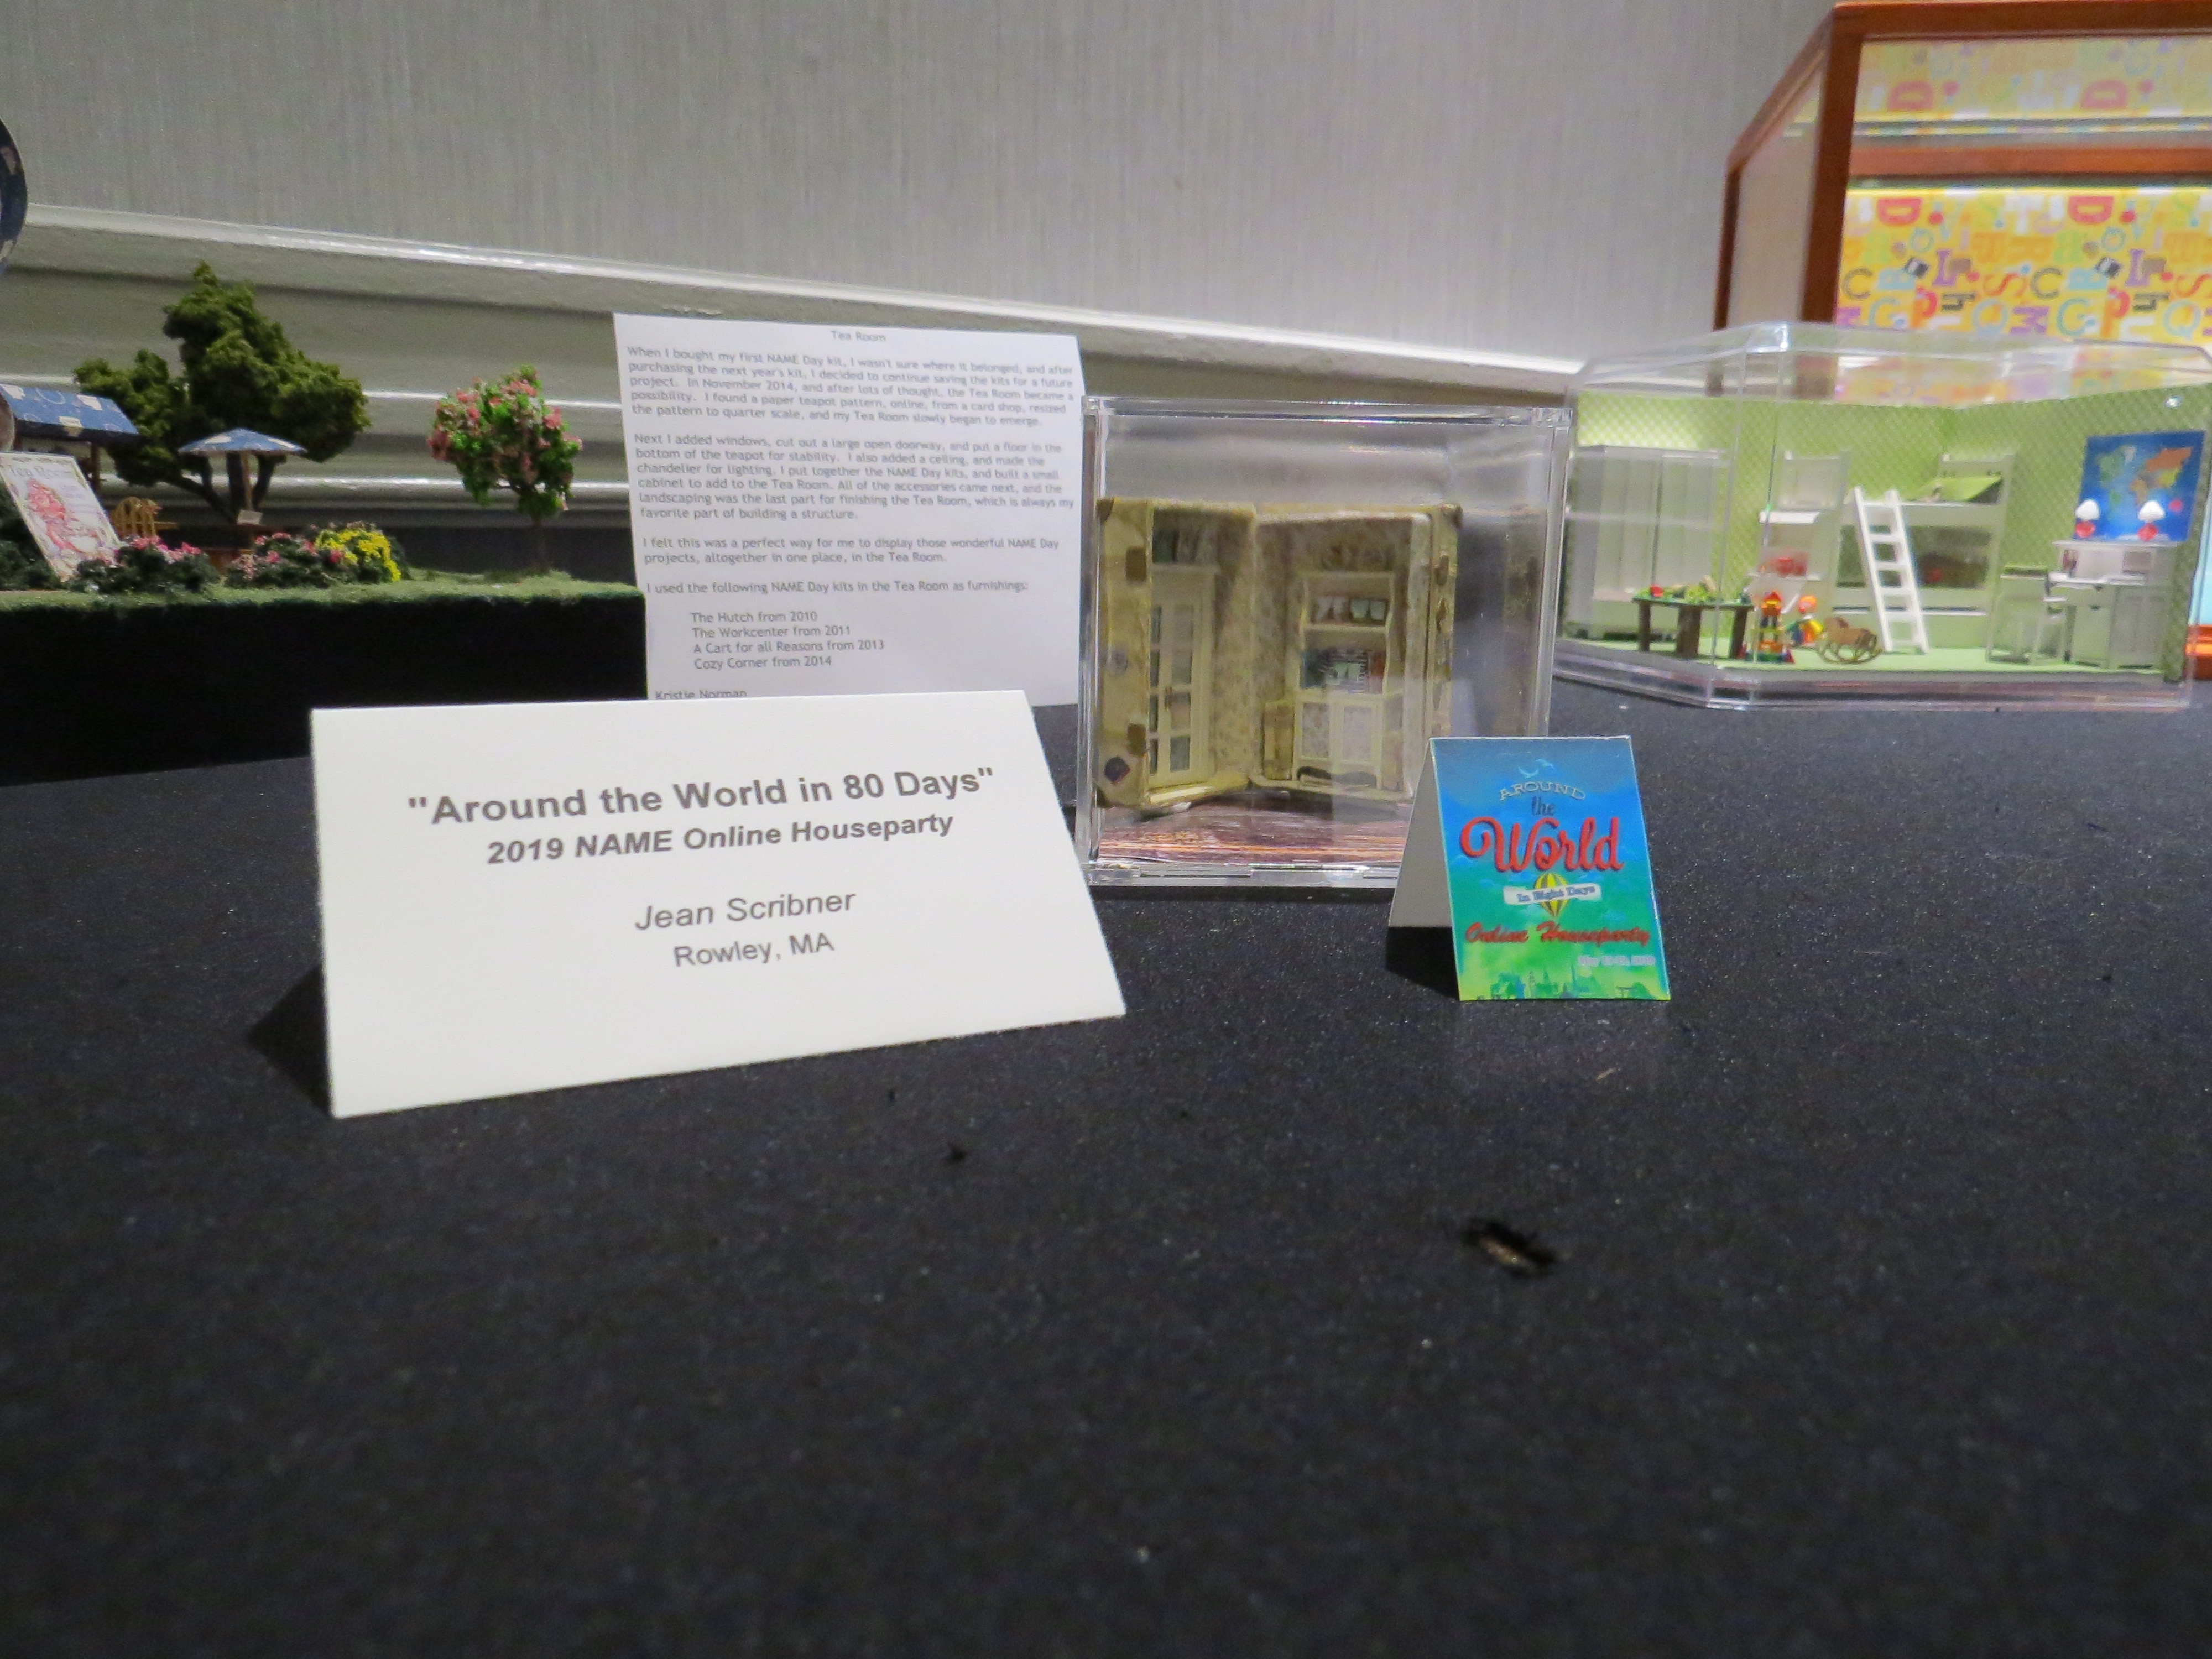 Tea Room
When I bought my first NAME Day kit, I wasn't sure where is belonged, and after
purchasing the next year's kit, I decided to continue saving the kits for a future
project. In November 2014, and after lots of thought, the Tea Room became a
possibility. I found a paper teapot pattern, online, from a card shop, resized
the pattern to quarter scale, and my Tea Room slowly began to emerge.
Next I added windows, cut out a large open doorway, and put a floor in the
bottom of the teapot for stability. I also added a ceiling, and made the
chandelier for lighting. I put together the NAME Day kits, and built a small
cabinet to add to the Tea Room. All of the accessories came next, and the
landscaping was the last part for finishing the Tea Room, which is always my
favorite part of building a structure.
I felt this was a perfect way for me to display those wonderful NAME Day
projects, altogether in one place, in the Tea Room.
I used the following NAME Day kits in the Tea Room as furnishings:
The Hutch from 2010
The Workcenter from 2011
A Cart for all Reasons from 2013
Cozy Corner from 2014
Kristie Norman
"Around the World in 80 Days"
2019 NAME Online Houseparty
Jean Scribner
Rowley, MA
AROUND
the
World
In Eight Days
Online Houseparty
Tea Room